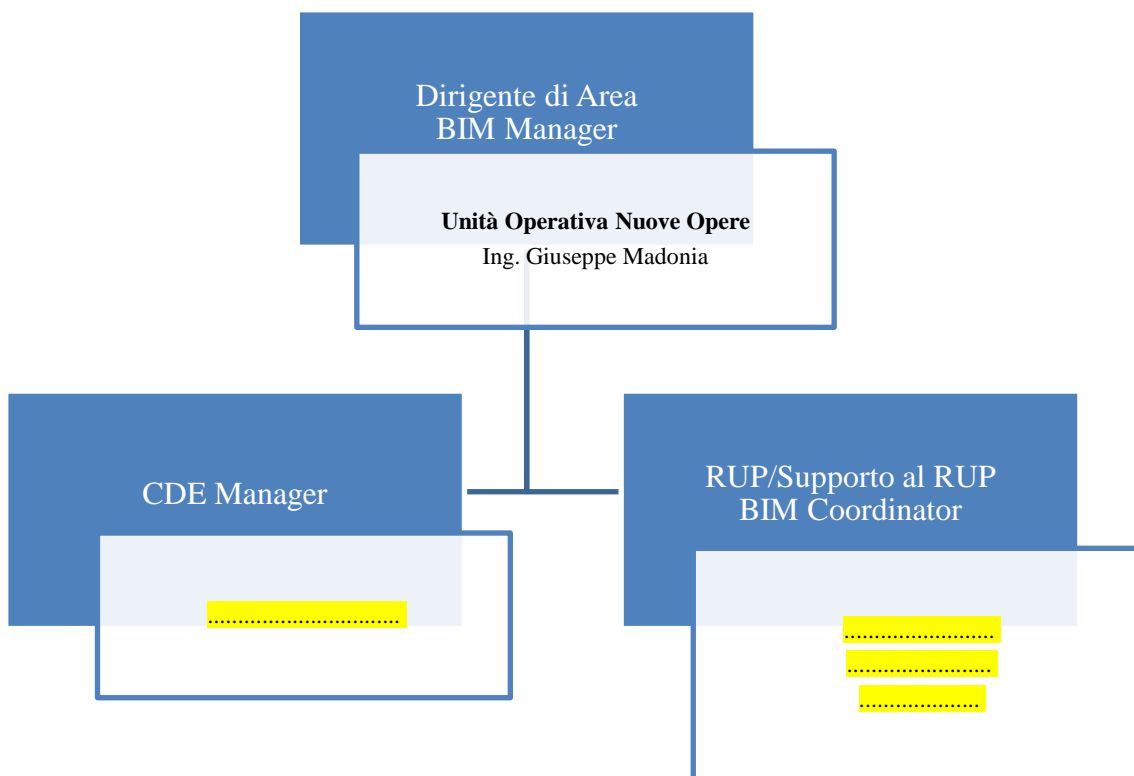 Dirigente di Area
BIM Manager
Unità Operativa Nuove Opere
Ing. Giuseppe Madonia
CDE Manager
................................
RUP/Supporto al RUP
BIM Coordinator
.........................
........................
....................